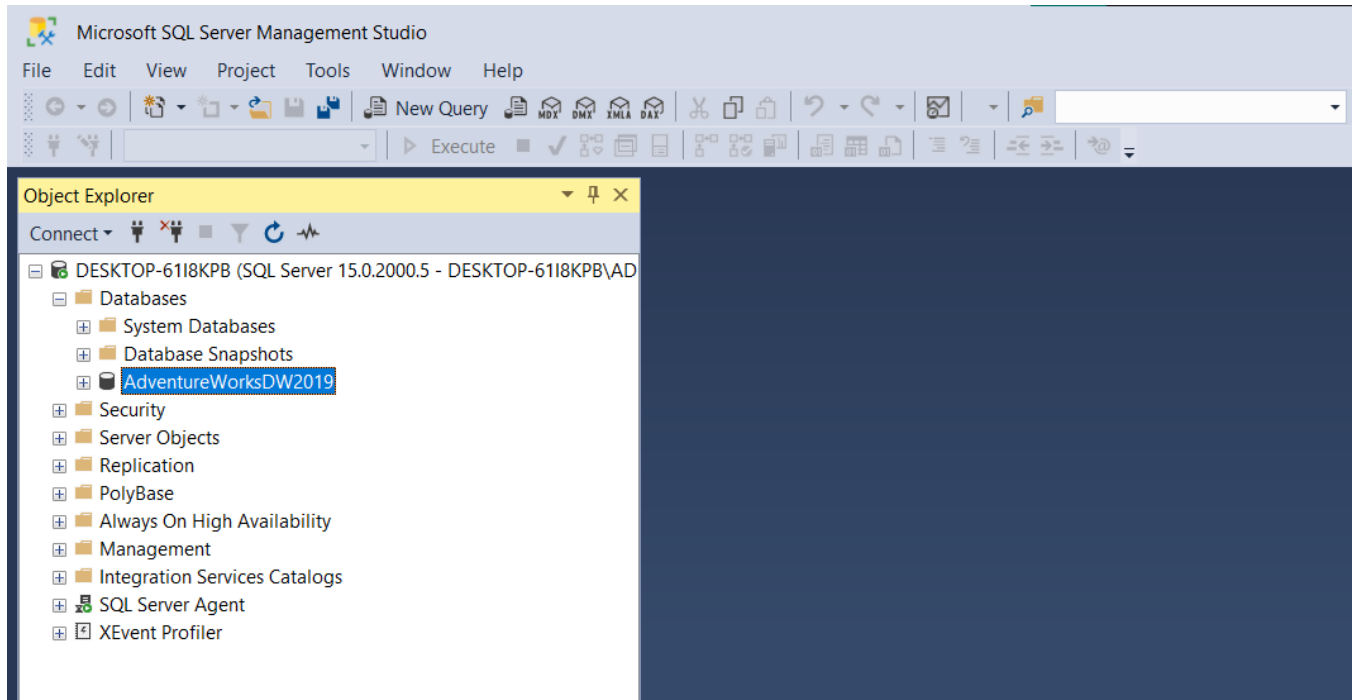 Microsoft SQL Server Management Studio
File Edit View Project Tools Window Help
New Query MDX DMX XMLA DAX
Execute
Object Explorer
Connect
DESKTOP-61I8KPB (SQL Server 15.0.2000.5 - DESKTOP-61I8KPB\AD
Databases
System Databases
Database Snapshots
AdventureWorksDW2019
Security
Server Objects
Replication
PolyBase
Always On High Availability
Management
Integration Services Catalogs
SQL Server Agent
XEvent Profiler